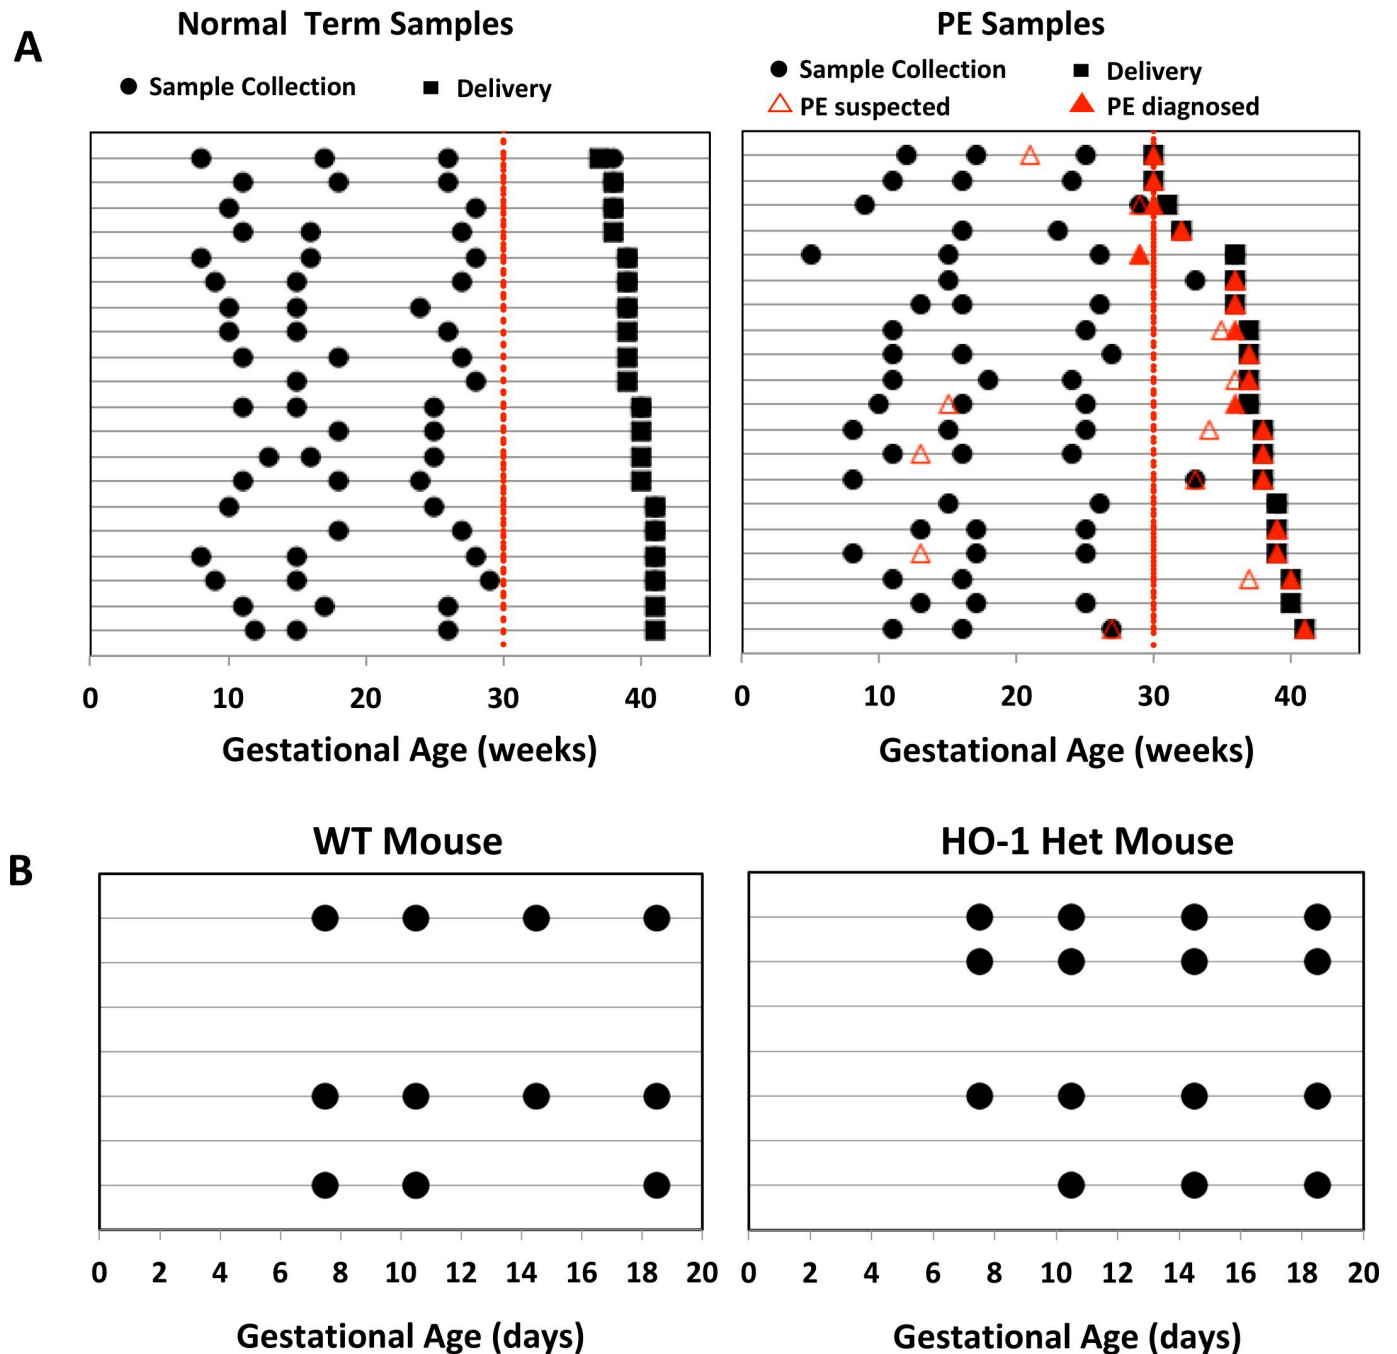 A
Normal Term Samples
PE Samples
Sample Collection Delivery
Sample Collection Delivery
PE suspected PE diagnosed
0 10 20 30 40
0 10 20 30 40
Gestational Age (weeks)
Gestational Age (weeks)
B
WT Mouse
HO-1 Het Mouse
0 2 4 6 8 10 12 14 16 18 20
0 2 4 6 8 10 12 14 16 18 20
Gestational Age (days)
Gestational Age (days)